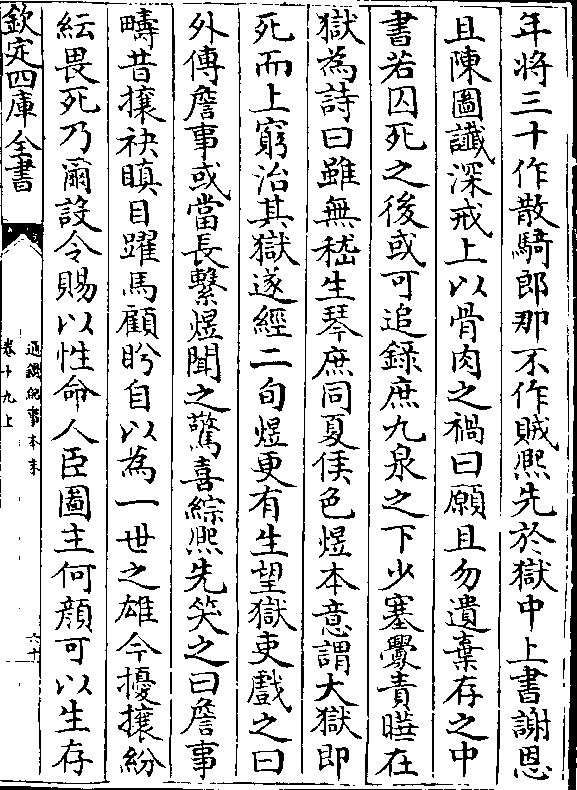 年将三十作散騎郎那不作賊熙先於獄中上書謝恩
且陳圖讖深戒上以骨肉之禍曰願且勿遺棄存之中
書若囚死之後或可追録庶九泉之下少塞釁責曄在
獄為詩曰雖無嵇生琴庶同夏侯色煜本意謂入獄即
死而上窮治其獄遂經二旬煜更有生望獄吏戲之曰
外傳詹事或當長繫煜聞之驚喜綜熙先笑之曰詹事
疇昔攘袂瞋目躍馬顧盻自以為一世之雄今擾攘紛
紜畏死乃爾設令賜以性命人臣圖主何顔可以生存
欽定四庫全書
通鑑紀事本末
卷十九上
六十